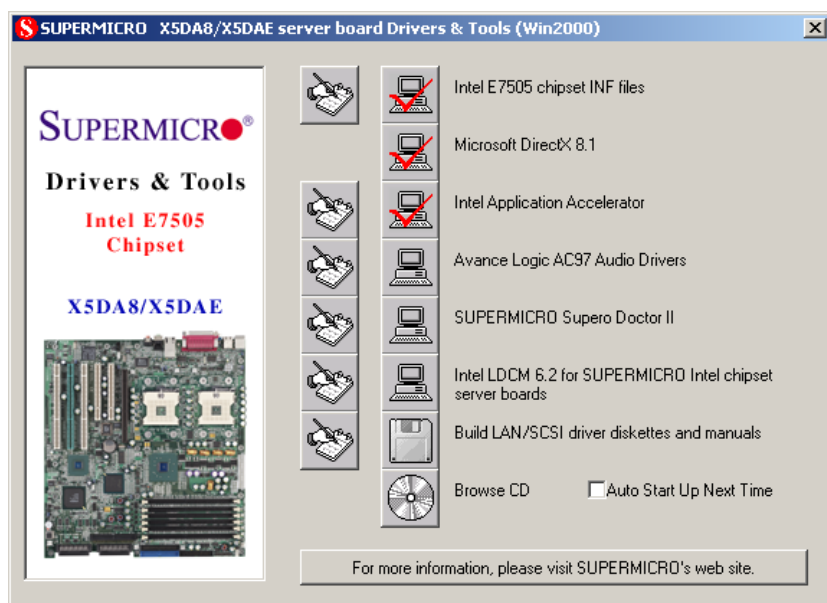 SUPERMICRO X5DA8/X5DAE server board Drivers & Tools (Win2000)
SUPERMICRO®
Drivers & Tools
Intel E7505
Chipset
X5DA8/X5DAE
Intel E7505 chipset INF files
Microsoft DirectX 8.1
Intel Application Accelerator
Avance Logic AC97 Audio Drivers
SUPERMICRO Supero Doctor II
Intel LDCM 6.2 for SUPERMICRO Intel chipset
server boards
Build LAN/SCSI driver diskettes and manuals
Browse CD
Auto Start Up Next Time
For more information, please visit SUPERMICRO's web site.